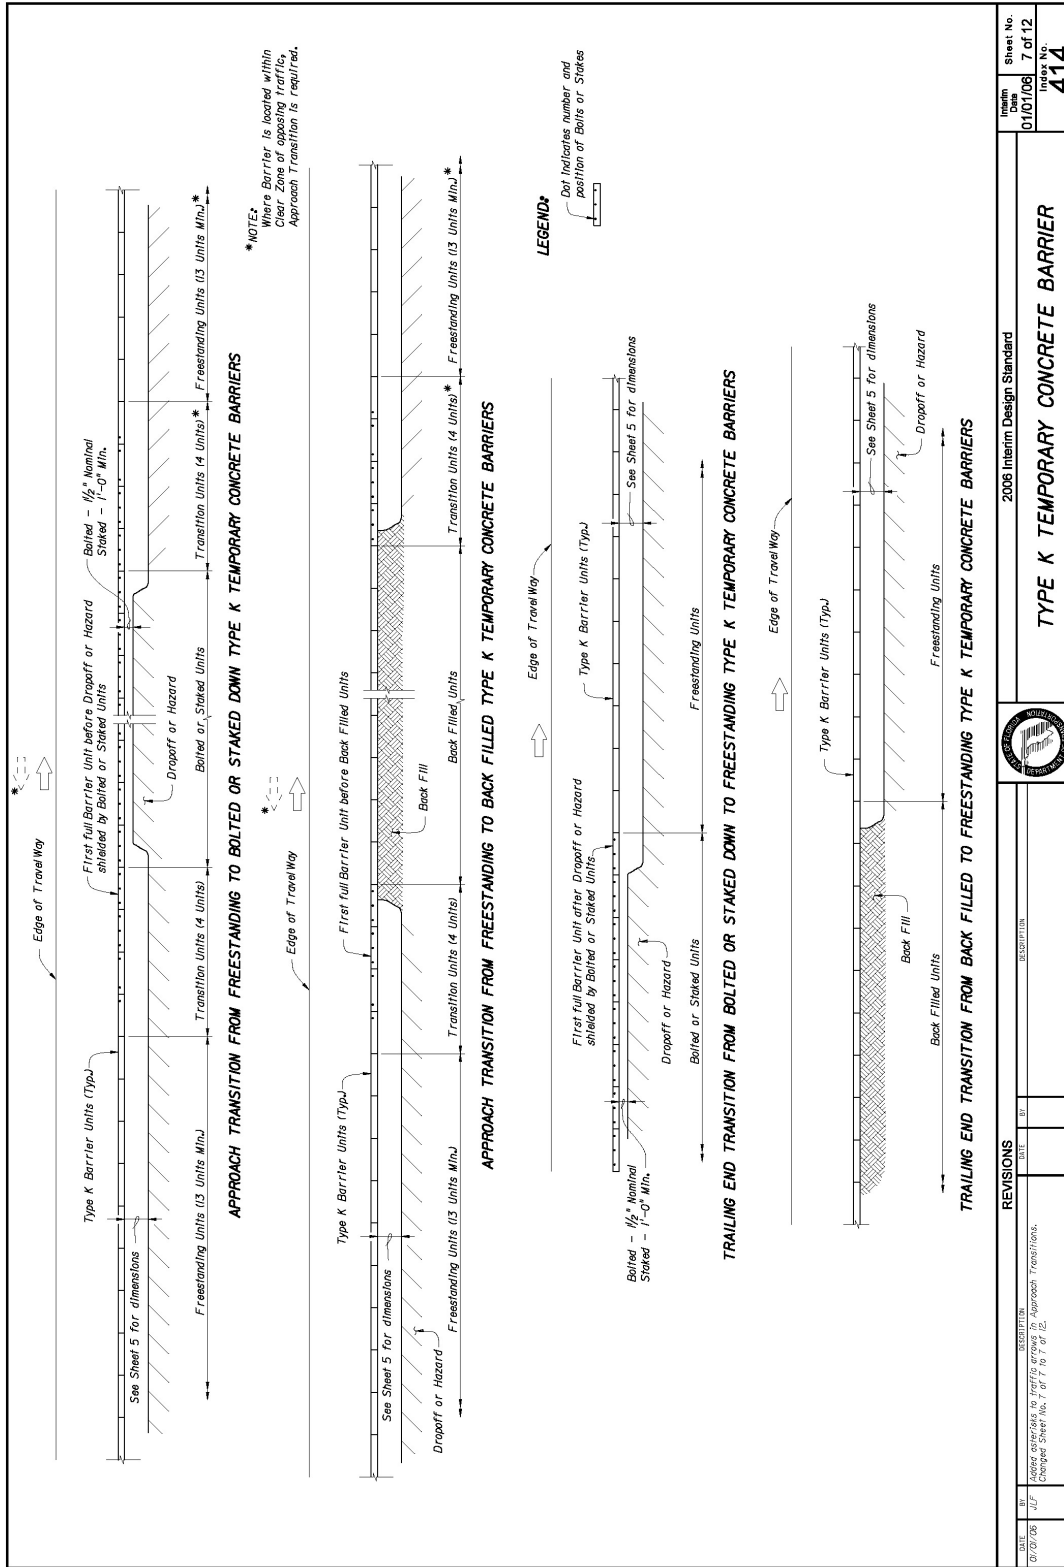 Edge of Travel Way
*
Type K Barrier Units (Typ.)
First full Barrier Unit before Dropoff or Hazard
shielded by Bolted or Staked Units
Bolted - 1½" Nominal
Staked - 1'-0" Min.
See Sheet 5 for dimensions
Dropoff or Hazard
Freestanding Units (13 Units Min.)
Transition Units (4 Units)
Bolted or Staked Units
Transition Units (4 Units) *
Freestanding Units (13 Units Min.) *
APPROACH TRANSITION FROM FREESTANDING TO BOLTED OR STAKED DOWN TYPE K TEMPORARY CONCRETE BARRIERS
* NOTE:
Where Barrier is located within
Clear Zone of opposing traffic,
Approach Transition is required.
Edge of Travel Way
*
Type K Barrier Units (Typ.)
First full Barrier Unit before Back Filled Units
See Sheet 5 for dimensions
Back Fill
Dropoff or Hazard
Freestanding Units (13 Units Min.)
Transition Units (4 Units)
Back Filled Units
Transition Units (4 Units) *
Freestanding Units (13 Units Min.) *
APPROACH TRANSITION FROM FREESTANDING TO BACK FILLED TYPE K TEMPORARY CONCRETE BARRIERS
LEGEND:
Dot Indicates number and
position of Bolts or Stakes
Edge of Travel Way
First full Barrier Unit after Dropoff or Hazard
shielded by Bolted or Staked Units
Type K Barrier Units (Typ.)
Bolted - 1½" Nominal
Staked - 1'-0" Min.
See Sheet 5 for dimensions
Dropoff or Hazard
Bolted or Staked Units
Freestanding Units
TRAILING END TRANSITION FROM BOLTED OR STAKED DOWN TO FREESTANDING TYPE K TEMPORARY CONCRETE BARRIERS
Edge of Travel Way
Type K Barrier Units (Typ.)
See Sheet 5 for dimensions
Back Fill
Dropoff or Hazard
Back Filled Units
Freestanding Units
TRAILING END TRANSITION FROM BACK FILLED TO FREESTANDING TYPE K TEMPORARY CONCRETE BARRIERS
REVISIONS
DATE BY DESCRIPTION DATE BY DESCRIPTION
01/01/06 JLF Added asterisks to traffic arrows in Approach Transitions.
Changed Sheet No. 7 of 7 to 7 of 12.
STATE OF FLORIDA
DEPARTMENT OF TRANSPORTATION
2006 Interim Design Standard
TYPE K TEMPORARY CONCRETE BARRIER
Interim
Date
01/01/06
Sheet No.
7 of 12
Index No.
414